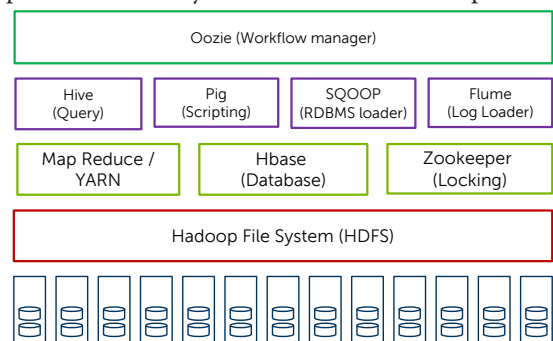 Oozie (Workflow manager)
Hive
(Query)
Pig
(Scripting)
SQOOP
(RDBMS loader)
Flume
(Log Loader)
Map Reduce /
YARN
Hbase
(Database)
Zookeeper
(Locking)
Hadoop File System (HDFS)